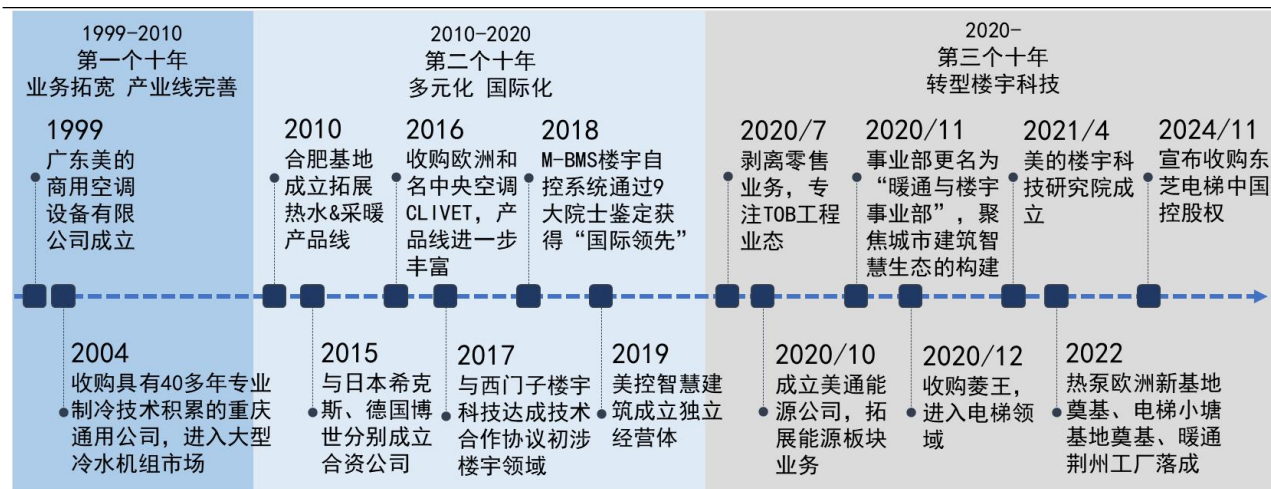 1999-2010
第一个十年
业务拓宽 产业线完善
2010-2020
第二个十年
多元化 国际化
2020-
第三个十年
转型楼宇科技
1999
广东美的
商用空调
设备有限
公司成立
2010
合肥基地
成立拓展
热水&采暖
产品线
2016
收购欧洲和
名中央空调
CLIVET，产
品线进一步
丰富
2018
M-BMS楼宇自
控系统通过9
大院士鉴定获
得“国际领先”
2020/7
剥离零售
业务，专
注TOB工程
业态
2020/11
事业部更名为
“暖通与楼宇
事业部”，聚
焦城市建筑智
慧生态的构建
2021/4
美的楼宇科
技研究院成
立
2024/11
宣布收购东
芝电梯中国
控股权
2004
收购具有40多年专业
制冷技术积累的重庆
通用公司，进入大型
冷水机组市场
2015
与日本希克
斯、德国博
世分别成立
合资公司
2017
与西门子楼宇
科技达成技术
合作协议初涉
楼宇领域
2019
美控智慧建
筑成立独立
经营体
2020/10
成立美通能
源公司，拓
展能源板块
业务
2020/12
收购菱王，
进入电梯领
域
2022
热泵欧洲新基地
奠基、电梯小塘
基地奠基、暖通
荆州工厂落成